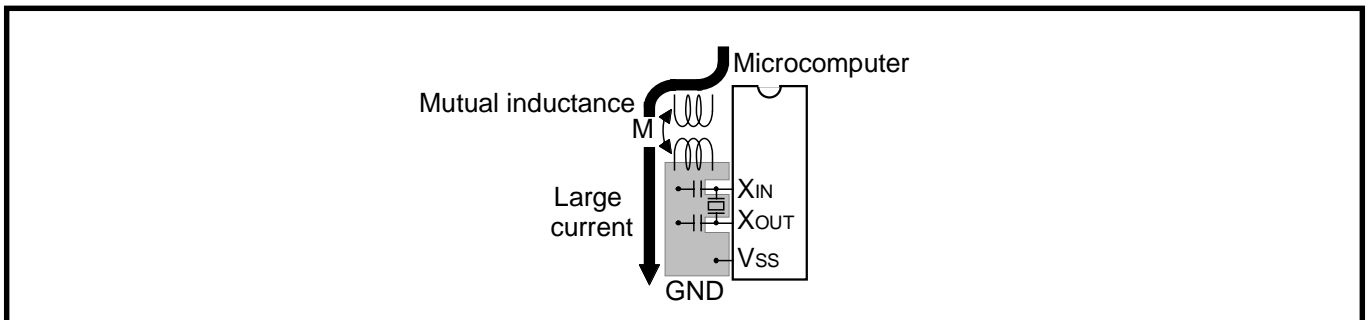 Microcomputer
Mutual inductance
M
Large
current
XIN
XOUT
VSS
GND